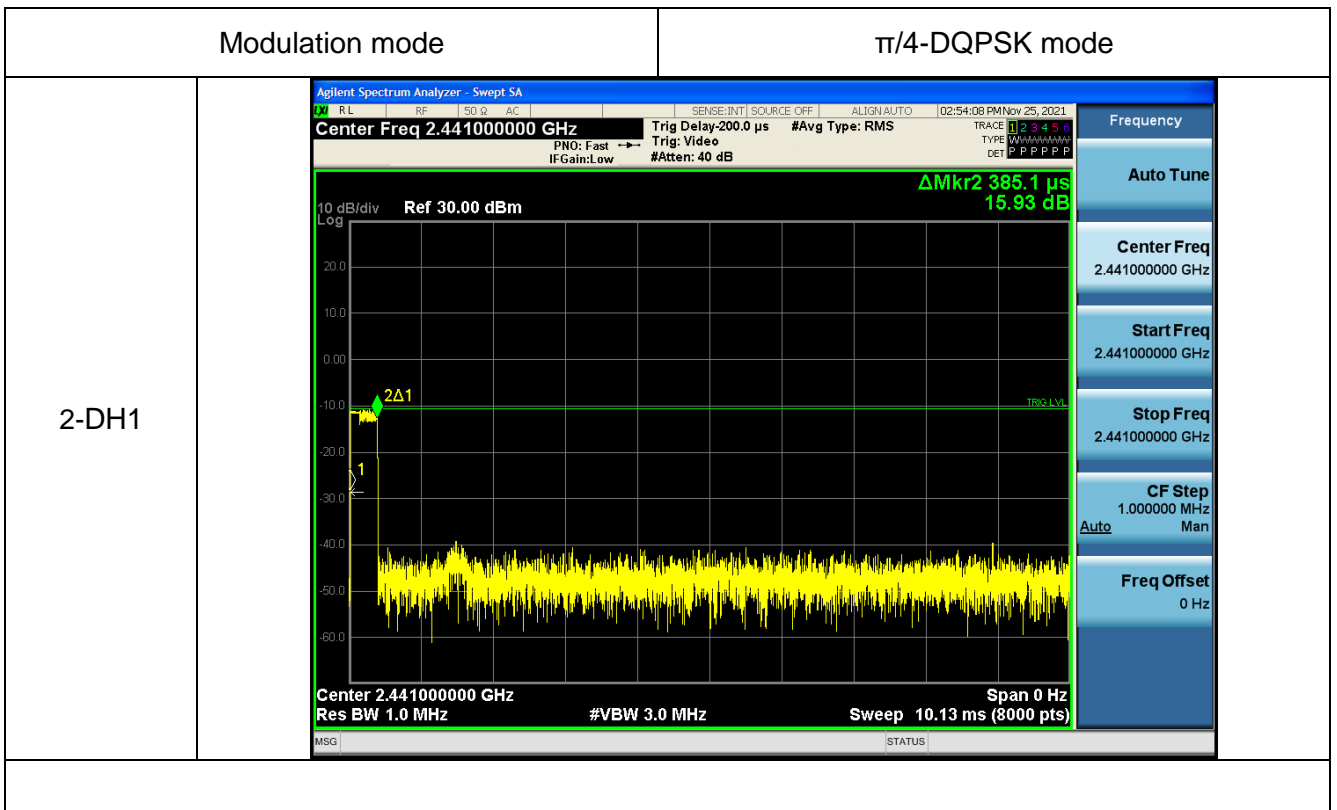 Modulation mode
π/4-DQPSK mode
2-DH1
Agilent Spectrum Analyzer - Swept SA
LXI RL RF 50 Ω AC SENSE:INT SOURCE OFF ALIGN AUTO 02:54:08 PM Nov 25, 2021
Center Freq 2.441000000 GHz
PNO: Fast
IFGain:Low
Trig Delay-200.0 µs #Avg Type: RMS
Trig: Video
#Atten: 40 dB
TRACE 1 2 3 4 5 6
TYPE WWWWWWW
DET P P P P P P
ΔMkr2 385.1 µs
15.93 dB
10 dB/div Ref 30.00 dBm
Log
20.0
10.0
0.00
-10.0
-20.0
-30.0
-40.0
-50.0
-60.0
2Δ1
1
TRIG LVL
Center 2.441000000 GHz Span 0 Hz
Res BW 1.0 MHz #VBW 3.0 MHz Sweep 10.13 ms (8000 pts)
MSG STATUS
Frequency
Auto Tune
Center Freq
2.441000000 GHz
Start Freq
2.441000000 GHz
Stop Freq
2.441000000 GHz
CF Step
1.000000 MHz
Auto Man
Freq Offset
0 Hz